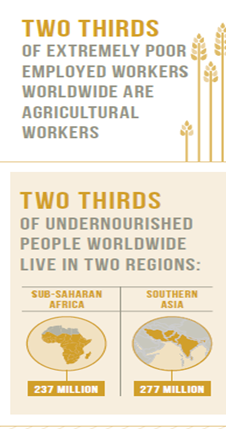 TWO THIRDS
OF EXTREMELY POOR
EMPLOYED WORKERS
WORLDWIDE ARE
AGRICULTURAL
WORKERS
TWO THIRDS
OF UNDERNOURISHED
PEOPLE WORLDWIDE
LIVE IN TWO REGIONS:
SUB-SAHARAN
AFRICA
SOUTHERN
ASIA
237 MILLION
277 MILLION